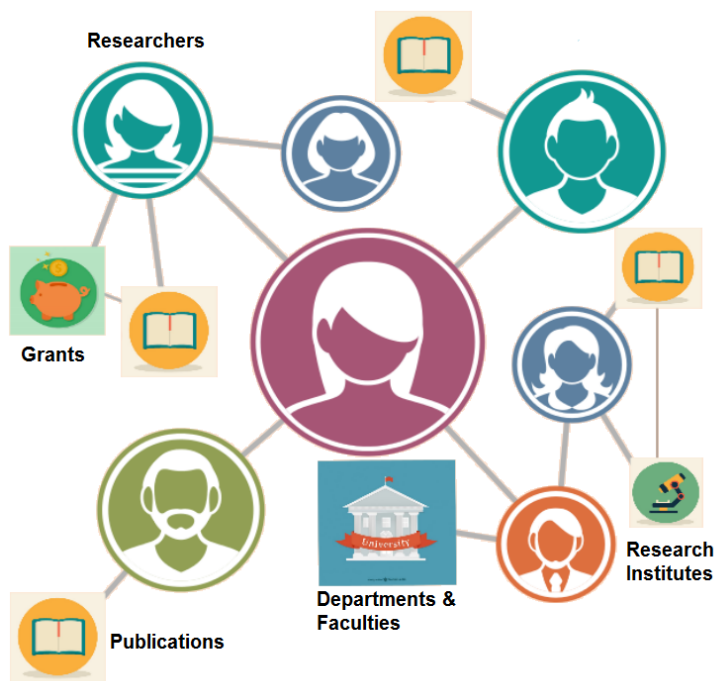 Researchers
Grants
University
Departments &
Faculties
Research
Institutes
Publications